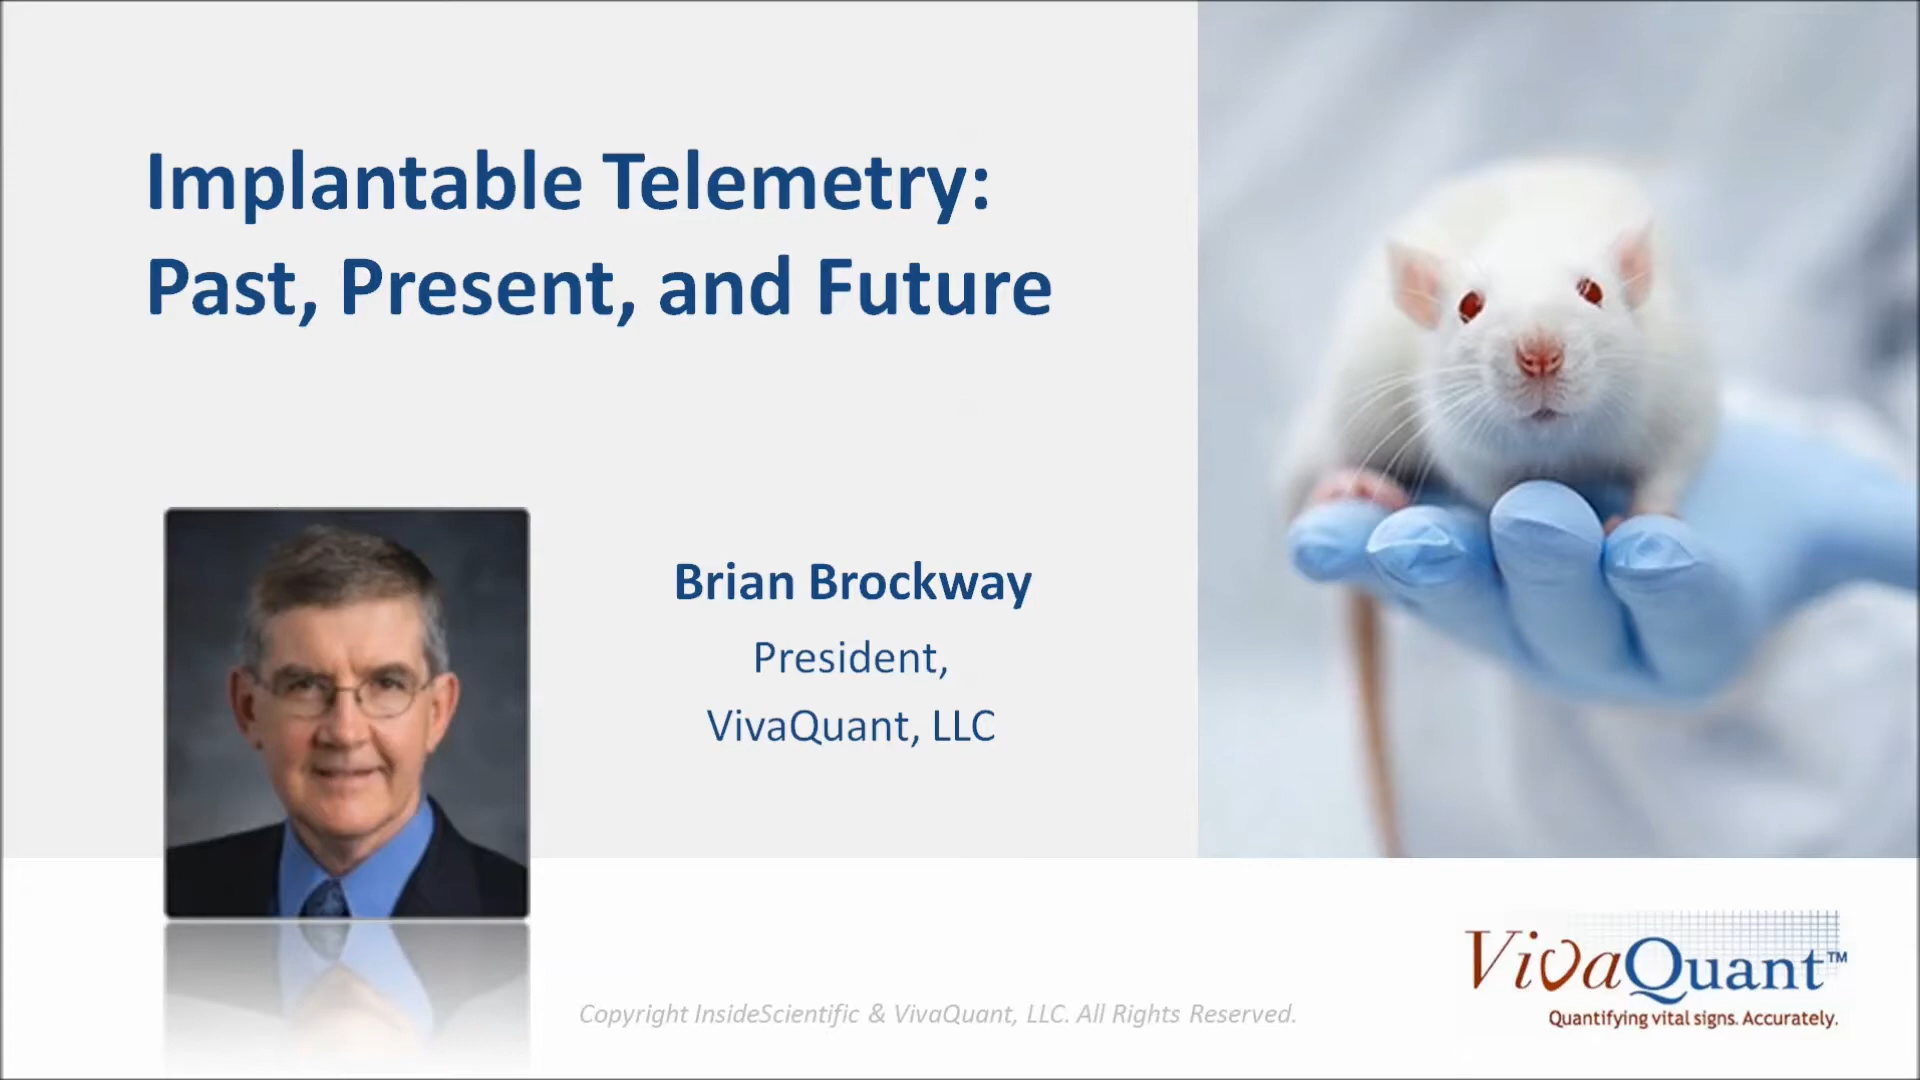 Implantable Telemetry:
Past, Present, and Future
Brian Brockway
President,
VivaQuant, LLC
VivaQuant™
Quantifying vital signs. Accurately.
Copyright InsideScientific & VivaQuant, LLC. All Rights Reserved.